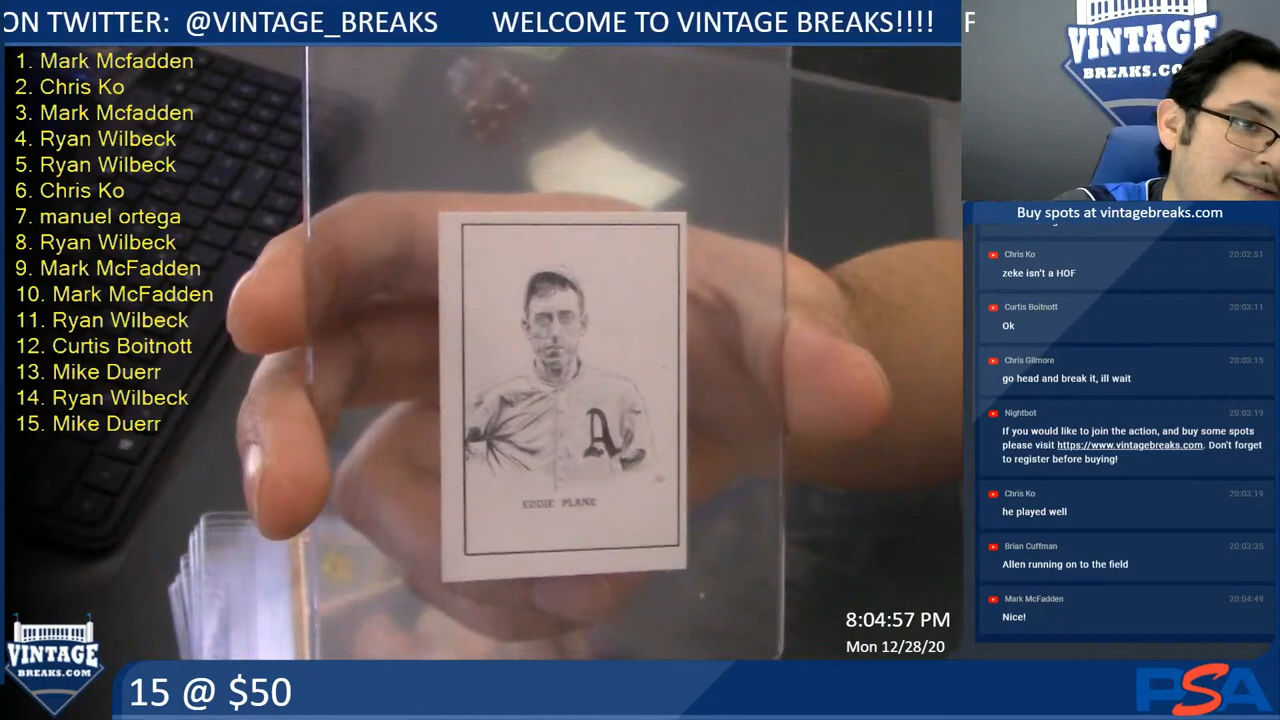 ON TWITTER: @VINTAGE_BREAKS WELCOME TO VINTAGE BREAKS!!!! F
1. Mark Mcfadden
2. Chris Ko
3. Mark Mcfadden
4. Ryan Wilbeck
5. Ryan Wilbeck
6. Chris Ko
7. manuel ortega
8. Ryan Wilbeck
9. Mark McFadden
10. Mark McFadden
11. Ryan Wilbeck
12. Curtis Boitnott
13. Mike Duerr
14. Ryan Wilbeck
15. Mike Duerr
A
EDDIE PLANE
VINTAGE
BREAKS.C
Buy spots at vintagebreaks.com
Chris Ko 20:02:51
zeke isn't a HOF
Curtis Boitnott 20:03:11
Ok
Chris Gilmore 20:03:15
go head and break it, ill wait
Nightbot 20:03:19
If you would like to join the action, and buy some spots
please visit https://www.vintagebreaks.com. Don't forget
to register before buying!
Chris Ko 20:03:19
he played well
Brian Cuffman 20:03:35
Allen running on to the field
Mark McFadden 20:04:49
Nice!
8:04:57 PM
Mon 12/28/20
VINTAGE
BREAKS.COM
15 @ $50
PSA